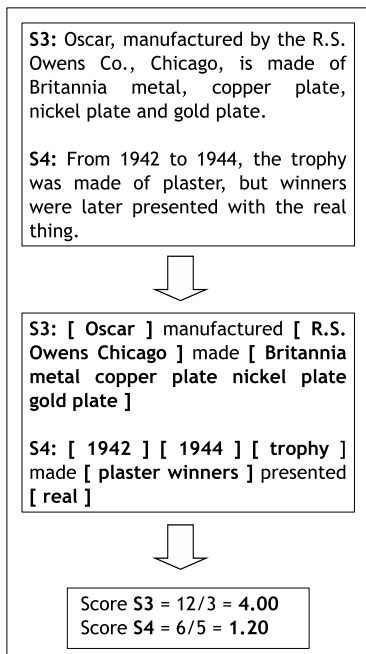 S3: Oscar, manufactured by the R.S.
Owens Co., Chicago, is made of
Britannia metal, copper plate,
nickel plate and gold plate.
S4: From 1942 to 1944, the trophy
was made of plaster, but winners
were later presented with the real
thing.
S3: [ Oscar ] manufactured [ R.S.
Owens Chicago ] made [ Britannia
metal copper plate nickel plate
gold plate ]
S4: [ 1942 ] [ 1944 ] [ trophy ]
made [ plaster winners ] presented
[ real ]
Score S3 = 12/3 = 4.00
Score S4 = 6/5 = 1.20